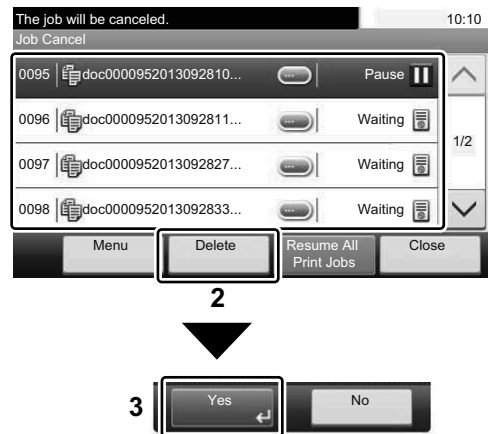 The job will be canceled. 10:10
Job Cancel
0095 doc0000952013092810... Pause
0096 doc0000952013092811... Waiting
1/2
0097 doc0000952013092827... Waiting
0098 doc0000952013092833... Waiting
Menu Delete Resume All Print Jobs Close
2
3 Yes No